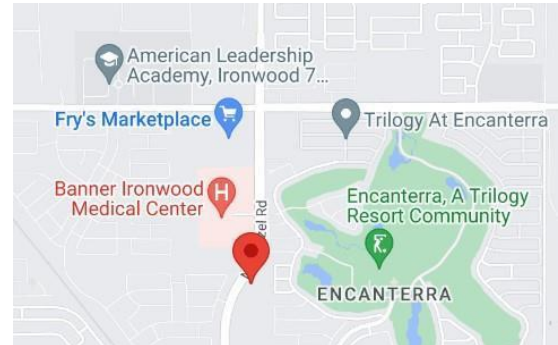 American Leadership
Academy, Ironwood 7...
Fry's Marketplace
Trilogy At Encanterra
Banner Ironwood
Medical Center
H
Encanterra, A Trilogy
Resort Community
Rd
ENCANTERRA